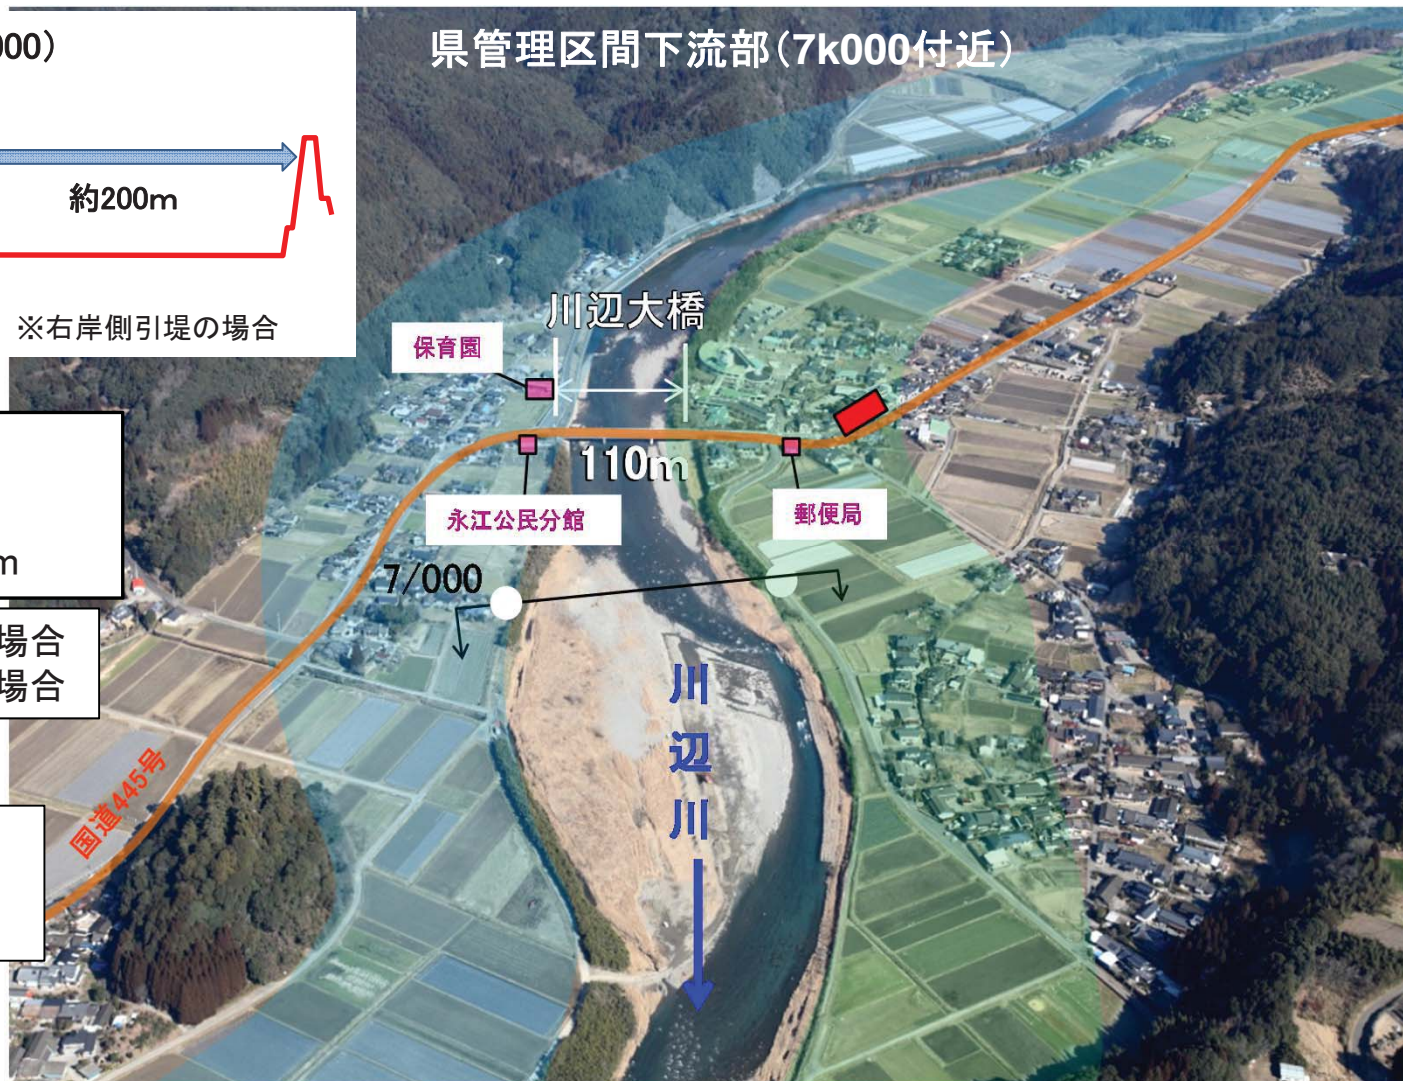 000）
県管理区間下流部（7k000付近）
約200m
※右岸側引堤の場合
川辺大橋
保育園
110m
永江公民分館
郵便局
m
7/000
場合
場合
川辺川
国道445号